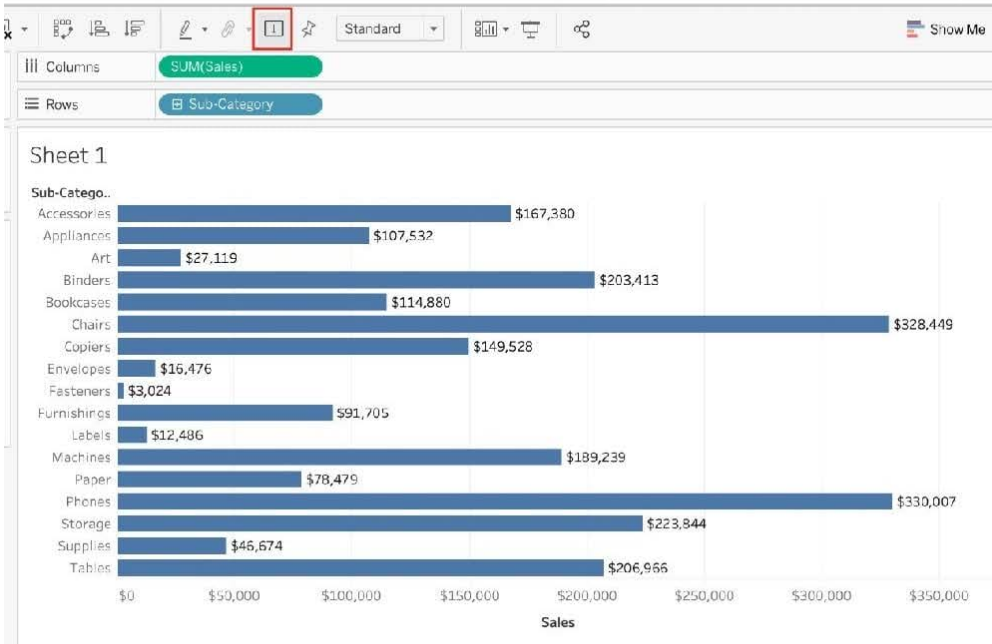 Standard
Show Me
Columns SUM(Sales)
Rows Sub-Category
Sheet 1
Sub-Catego..
Accessories $167,380
Appliances $107,532
Art $27,119
Binders $203,413
Bookcases $114,880
Chairs $328,449
Copiers $149,528
Envelopes $16,476
Fasteners $3,024
Furnishings $91,705
Labels $12,486
Machines $189,239
Paper $78,479
Phones $330,007
Storage $223,844
Supplies $46,674
Tables $206,966
$0 $50,000 $100,000 $150,000 $200,000 $250,000 $300,000 $350,000
Sales